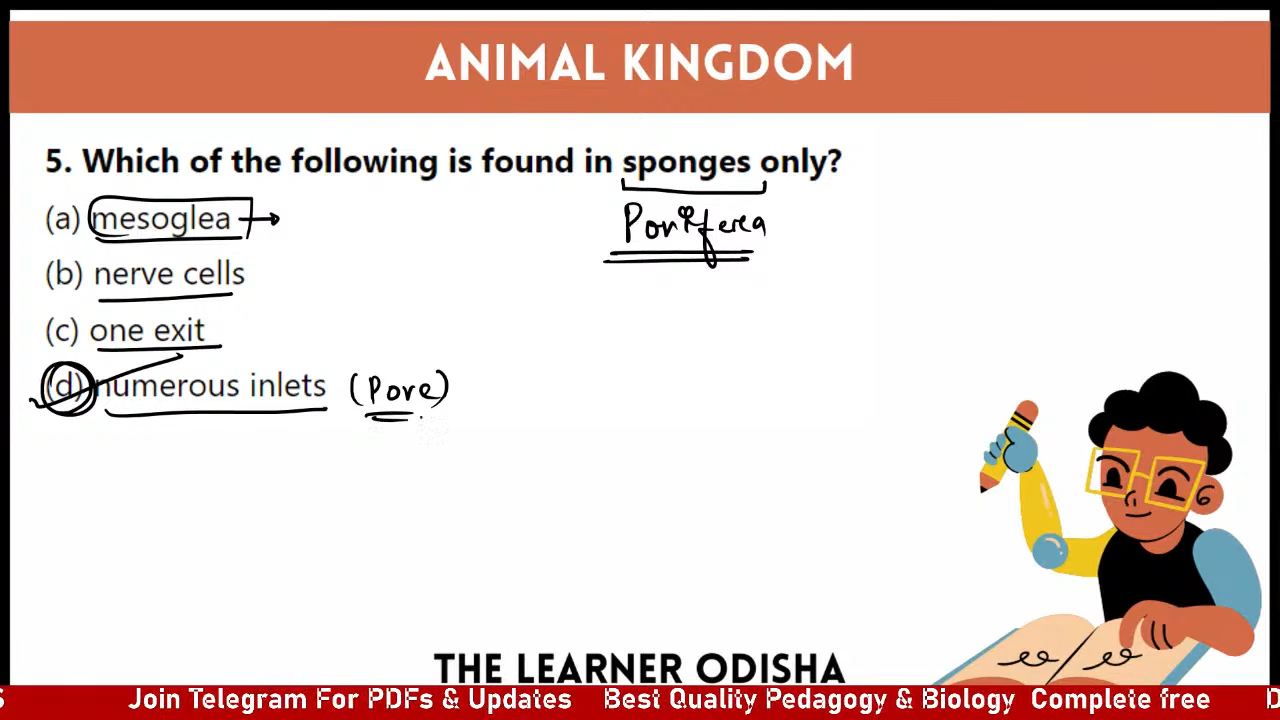 ANIMAL KINGDOM
5. Which of the following is found in sponges only?
Poriferea
(a) mesoglea
(b) nerve cells
(c) one exit
(d) numerous inlets (Pore)
THE LEARNER ODISHA
S Join Telegram For PDFs & Updates Best Quality Pedagogy & Biology Complete free D